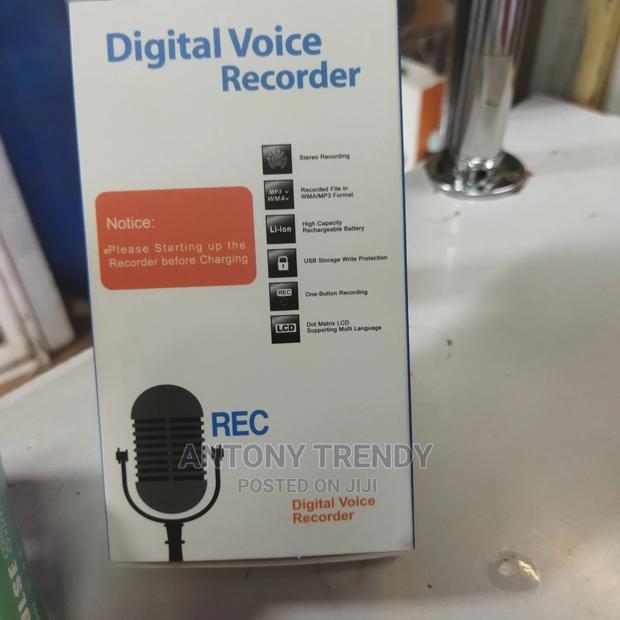 Digital Voice
Recorder
Stereo Recording
MP3
WMA
Recorded File in
WMA/MP3 Format
Notice:
Please Starting up the
Recorder before Charging
Li-ion
High Capacity
Rechargeable Battery
USB Storage Write Protection
REC
One-Button Recording
LCD
Dot Matrix LCD
Supporting Multi Language
REC
ANTONY TRENDY
POSTED ON JIJI
Digital Voice
Recorder